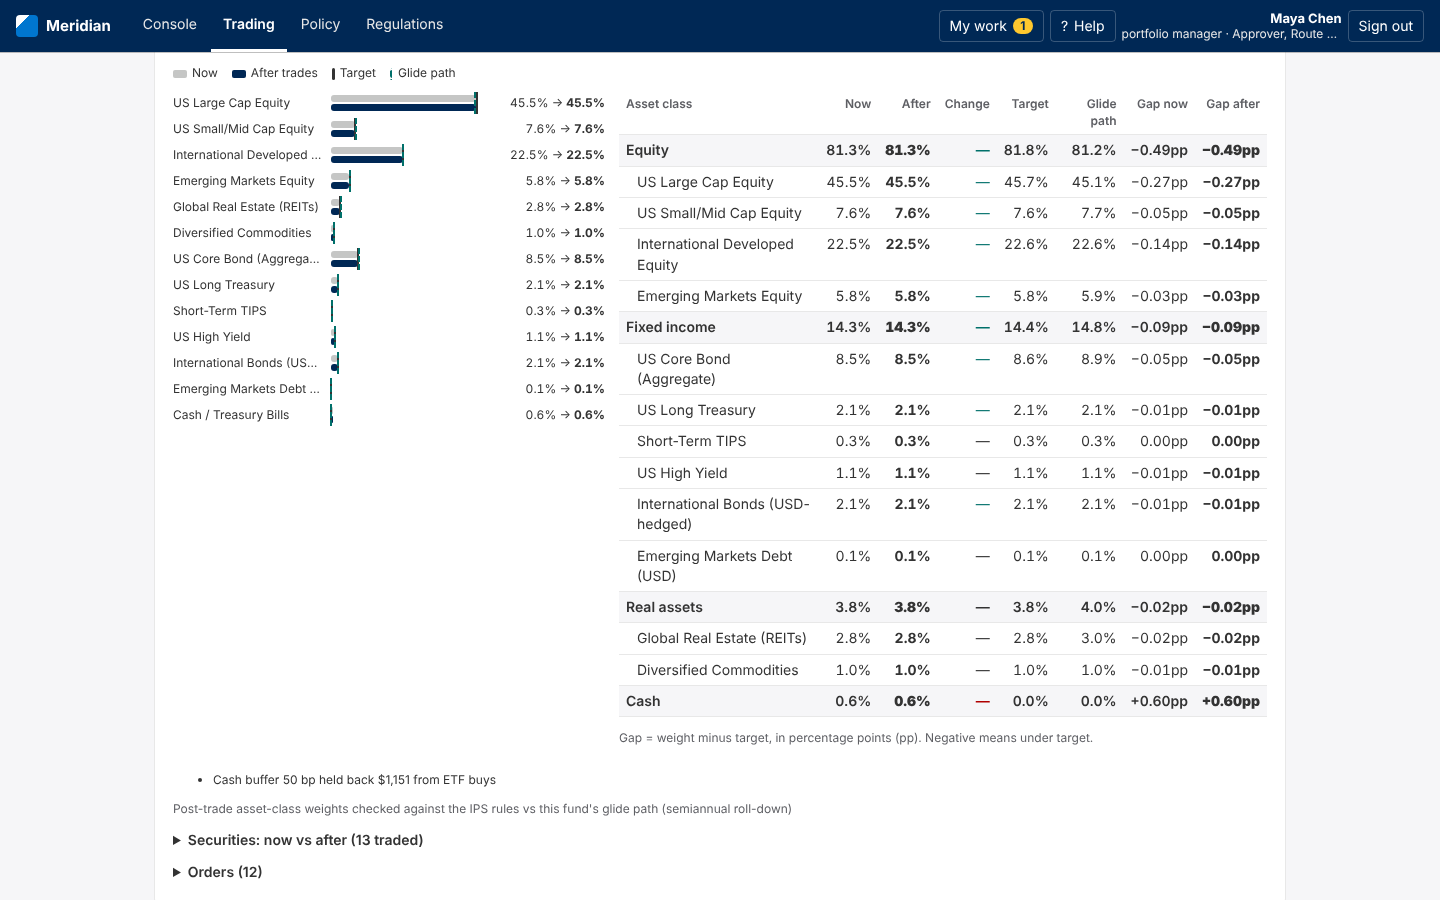 Meridian Console Trading Policy Regulations My work 1 ? Help Maya Chen Sign out
portfolio manager · Approver, Route ...
Now After trades Target Glide path
US Large Cap Equity 45.5% → 45.5%
US Small/Mid Cap Equity 7.6% → 7.6%
International Developed ... 22.5% → 22.5%
Emerging Markets Equity 5.8% → 5.8%
Global Real Estate (REITs) 2.8% → 2.8%
Diversified Commodities 1.0% → 1.0%
US Core Bond (Aggrega... 8.5% → 8.5%
US Long Treasury 2.1% → 2.1%
Short-Term TIPS 0.3% → 0.3%
US High Yield 1.1% → 1.1%
International Bonds (US... 2.1% → 2.1%
Emerging Markets Debt ... 0.1% → 0.1%
Cash / Treasury Bills 0.6% → 0.6%
Asset class Now After Change Target Glide path Gap now Gap after
Equity 81.3% 81.3% — 81.8% 81.2% −0.49pp −0.49pp
US Large Cap Equity 45.5% 45.5% — 45.7% 45.1% −0.27pp −0.27pp
US Small/Mid Cap Equity 7.6% 7.6% — 7.6% 7.7% −0.05pp −0.05pp
International Developed Equity 22.5% 22.5% — 22.6% 22.6% −0.14pp −0.14pp
Emerging Markets Equity 5.8% 5.8% — 5.8% 5.9% −0.03pp −0.03pp
Fixed income 14.3% 14.3% — 14.4% 14.8% −0.09pp −0.09pp
US Core Bond (Aggregate) 8.5% 8.5% — 8.6% 8.9% −0.05pp −0.05pp
US Long Treasury 2.1% 2.1% — 2.1% 2.1% −0.01pp −0.01pp
Short-Term TIPS 0.3% 0.3% — 0.3% 0.3% 0.00pp 0.00pp
US High Yield 1.1% 1.1% — 1.1% 1.1% −0.01pp −0.01pp
International Bonds (USD-hedged) 2.1% 2.1% — 2.1% 2.1% −0.01pp −0.01pp
Emerging Markets Debt (USD) 0.1% 0.1% — 0.1% 0.1% 0.00pp 0.00pp
Real assets 3.8% 3.8% — 3.8% 4.0% −0.02pp −0.02pp
Global Real Estate (REITs) 2.8% 2.8% — 2.8% 3.0% −0.02pp −0.02pp
Diversified Commodities 1.0% 1.0% — 1.0% 1.0% −0.01pp −0.01pp
Cash 0.6% 0.6% — 0.0% 0.0% +0.60pp +0.60pp
Gap = weight minus target, in percentage points (pp). Negative means under target.
• Cash buffer 50 bp held back $1,151 from ETF buys
Post-trade asset-class weights checked against the IPS rules vs this fund's glide path (semiannual roll-down)
▶ Securities: now vs after (13 traded)
▶ Orders (12)